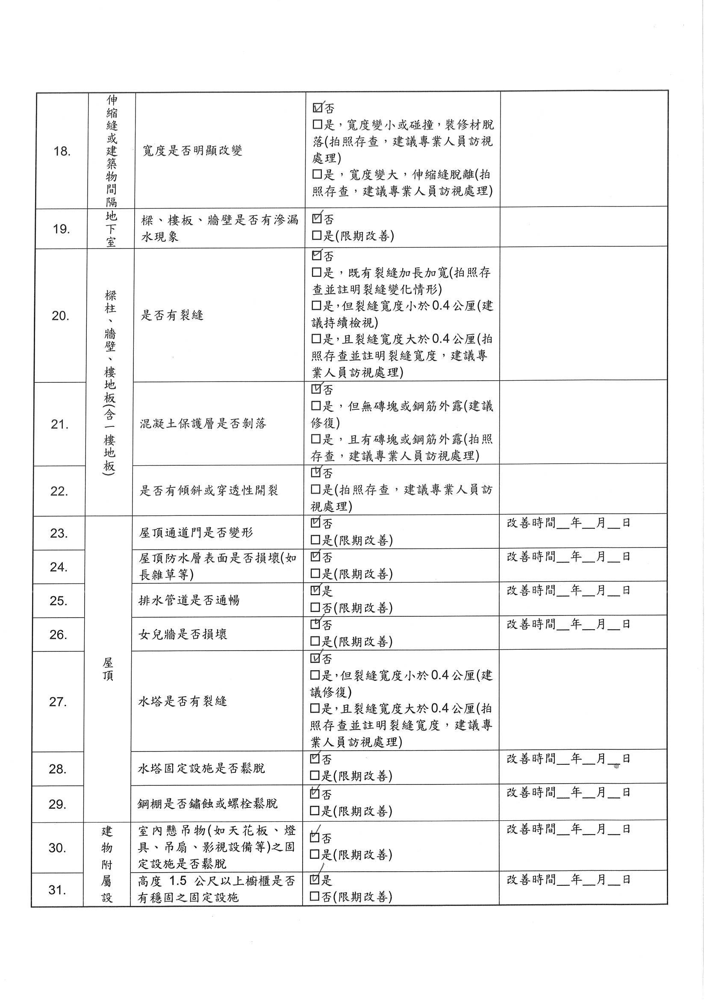 18.
伸縮縫或建築物間隔
寬度是否明顯改變
☑否
□是，寬度變小或碰撞，裝修材脫
落(拍照存查，建議專業人員訪視
處理)
□是，寬度變大，伸縮縫脫離(拍
照存查，建議專業人員訪視處理)
19.
地下室
樑、樓板、牆壁是否有滲漏
水現象
☑否
□是(限期改善)
樑柱、牆壁、樓地板(含一樓地板)
20.
是否有裂縫
☑否
□是，既有裂縫加長加寬(拍照存
查並註明裂縫變化情形)
□是，但裂縫寬度小於0.4公厘(建
議持續檢視)
□是，且裂縫寬度大於0.4公厘(拍
照存查並註明裂縫寬度，建議專
業人員訪視處理)
21.
混凝土保護層是否剝落
☑否
□是，但無磚塊或鋼筋外露(建議
修復)
□是，且有磚塊或鋼筋外露(拍照
存查，建議專業人員訪視處理)
22.
是否有傾斜或穿透性開裂
☑否
□是(拍照存查，建議專業人員訪
視處理)
屋頂
23.
屋頂通道門是否變形
☑否
□是(限期改善)
改善時間__年__月__日
24.
屋頂防水層表面是否損壞(如
長雜草等)
☑否
□是(限期改善)
改善時間__年__月__日
25.
排水管道是否通暢
☑是
□否(限期改善)
改善時間__年__月__日
26.
女兒牆是否損壞
☑否
□是(限期改善)
改善時間__年__月__日
27.
水塔是否有裂縫
☑否
□是，但裂縫寬度小於0.4公厘(建
議修復)
□是，且裂縫寬度大於0.4公厘(拍
照存查並註明裂縫寬度，建議專
業人員訪視處理)
28.
水塔固定設施是否鬆脫
☑否
□是(限期改善)
改善時間__年__月__日
29.
鋼棚是否鏽蝕或螺栓鬆脫
☑否
□是(限期改善)
改善時間__年__月__日
建物附屬設
30.
室內懸吊物(如天花板、燈
具、吊扇、影視設備等)之固
定設施是否鬆脫
☑否
□是(限期改善)
改善時間__年__月__日
31.
高度 1.5 公尺以上櫥櫃是否
有穩固之固定設施
☑是
□否(限期改善)
改善時間__年__月__日